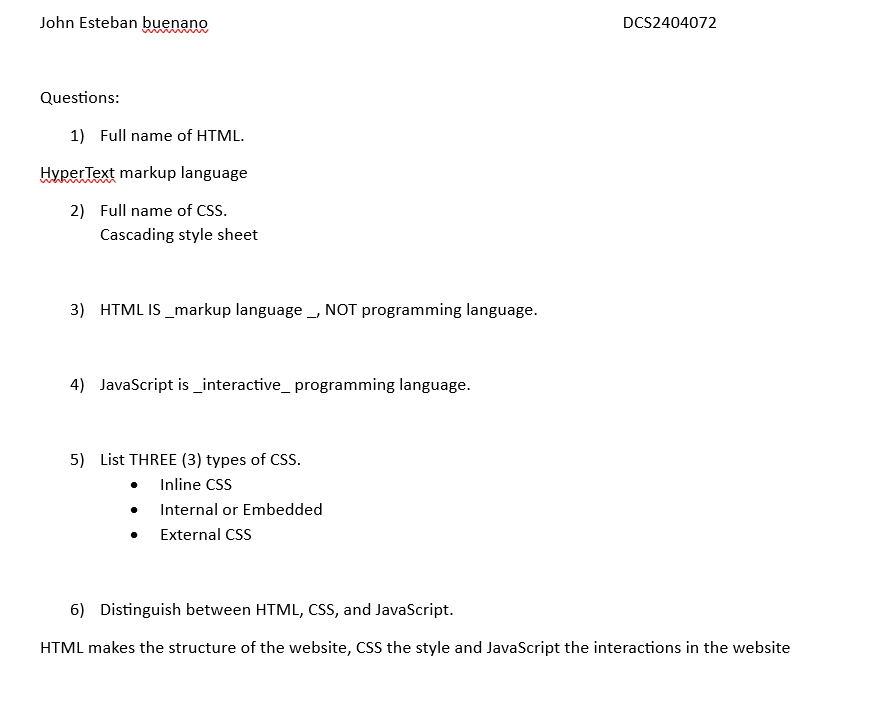 John Esteban buenano DCS2404072
Questions:
1) Full name of HTML.
HyperText markup language
2) Full name of CSS.
Cascading style sheet
3) HTML IS _markup language _, NOT programming language.
4) JavaScript is _interactive_ programming language.
5) List THREE (3) types of CSS.
• Inline CSS
• Internal or Embedded
• External CSS
6) Distinguish between HTML, CSS, and JavaScript.
HTML makes the structure of the website, CSS the style and JavaScript the interactions in the website